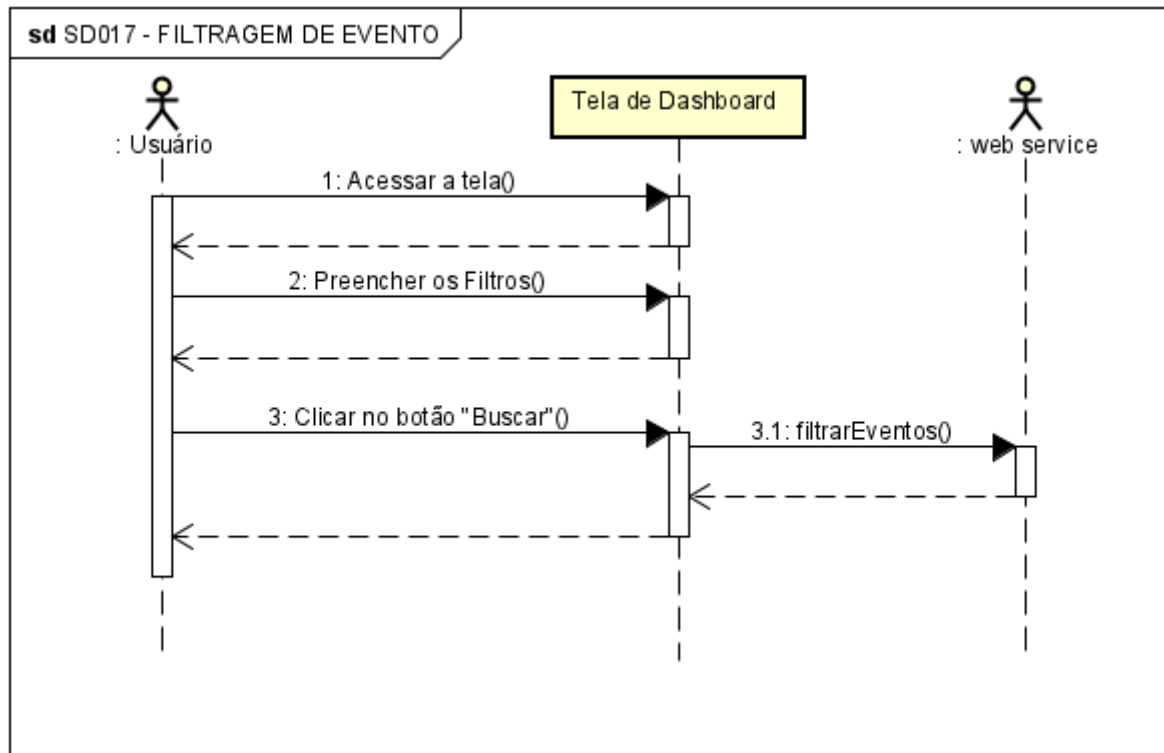 sd SD017 - FILTRAGEM DE EVENTO
Tela de Dashboard
: Usuário
: web service
1: Acessar a tela()
2: Preencher os Filtros()
3: Clicar no botão "Buscar"()
3.1: filtrarEventos()